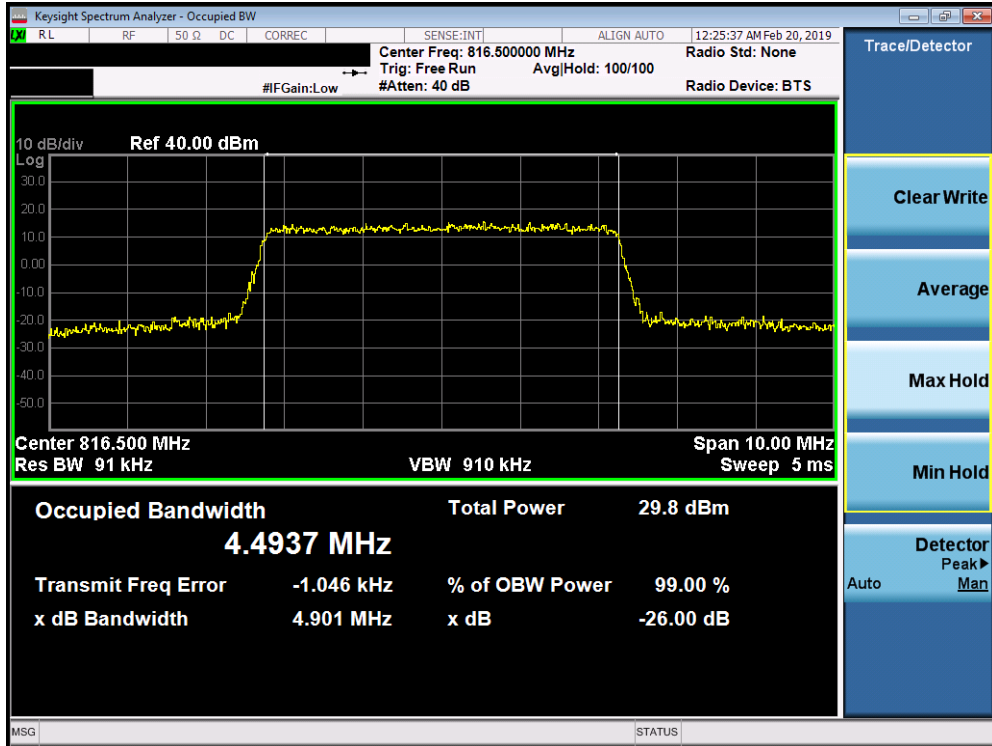 Keysight Spectrum Analyzer - Occupied BW
LXI RL RF 50 Ω DC CORREC SENSE:INT ALIGN AUTO 12:25:37 AM Feb 20, 2019
Center Freq: 816.500000 MHz Radio Std: None
Trig: Free Run Avg|Hold: 100/100
#IFGain:Low #Atten: 40 dB Radio Device: BTS
Trace/Detector
10 dB/div Ref 40.00 dBm
Log
30.0
20.0
10.0
0.00
-10.0
-20.0
-30.0
-40.0
-50.0
Center 816.500 MHz Span 10.00 MHz
Res BW 91 kHz VBW 910 kHz Sweep 5 ms
Occupied Bandwidth Total Power 29.8 dBm
4.4937 MHz
Transmit Freq Error -1.046 kHz % of OBW Power 99.00 %
x dB Bandwidth 4.901 MHz x dB -26.00 dB
Clear Write
Average
Max Hold
Min Hold
Detector
Peak▶
Auto Man
MSG STATUS